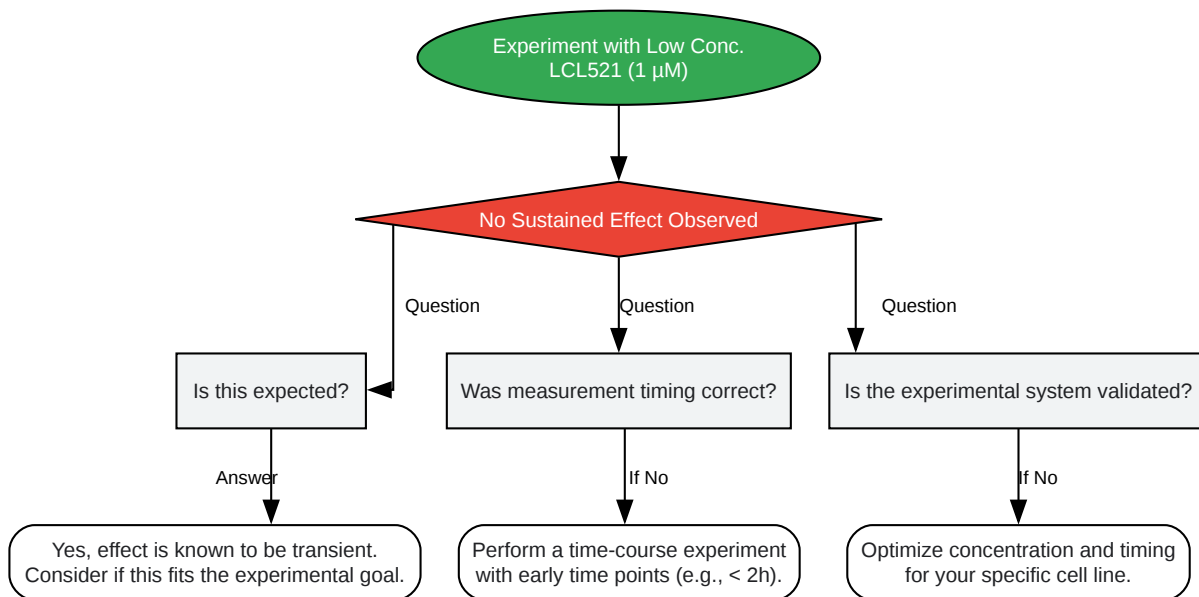 Experiment with Low Conc.
LCL521 (1 µM)
No Sustained Effect Observed
Question
Question
Question
Is this expected?
Was measurement timing correct?
Is the experimental system validated?
Answer
If No
If No
Yes, effect is known to be transient.
Consider if this fits the experimental goal.
Perform a time-course experiment
with early time points (e.g., < 2h).
Optimize concentration and timing
for your specific cell line.